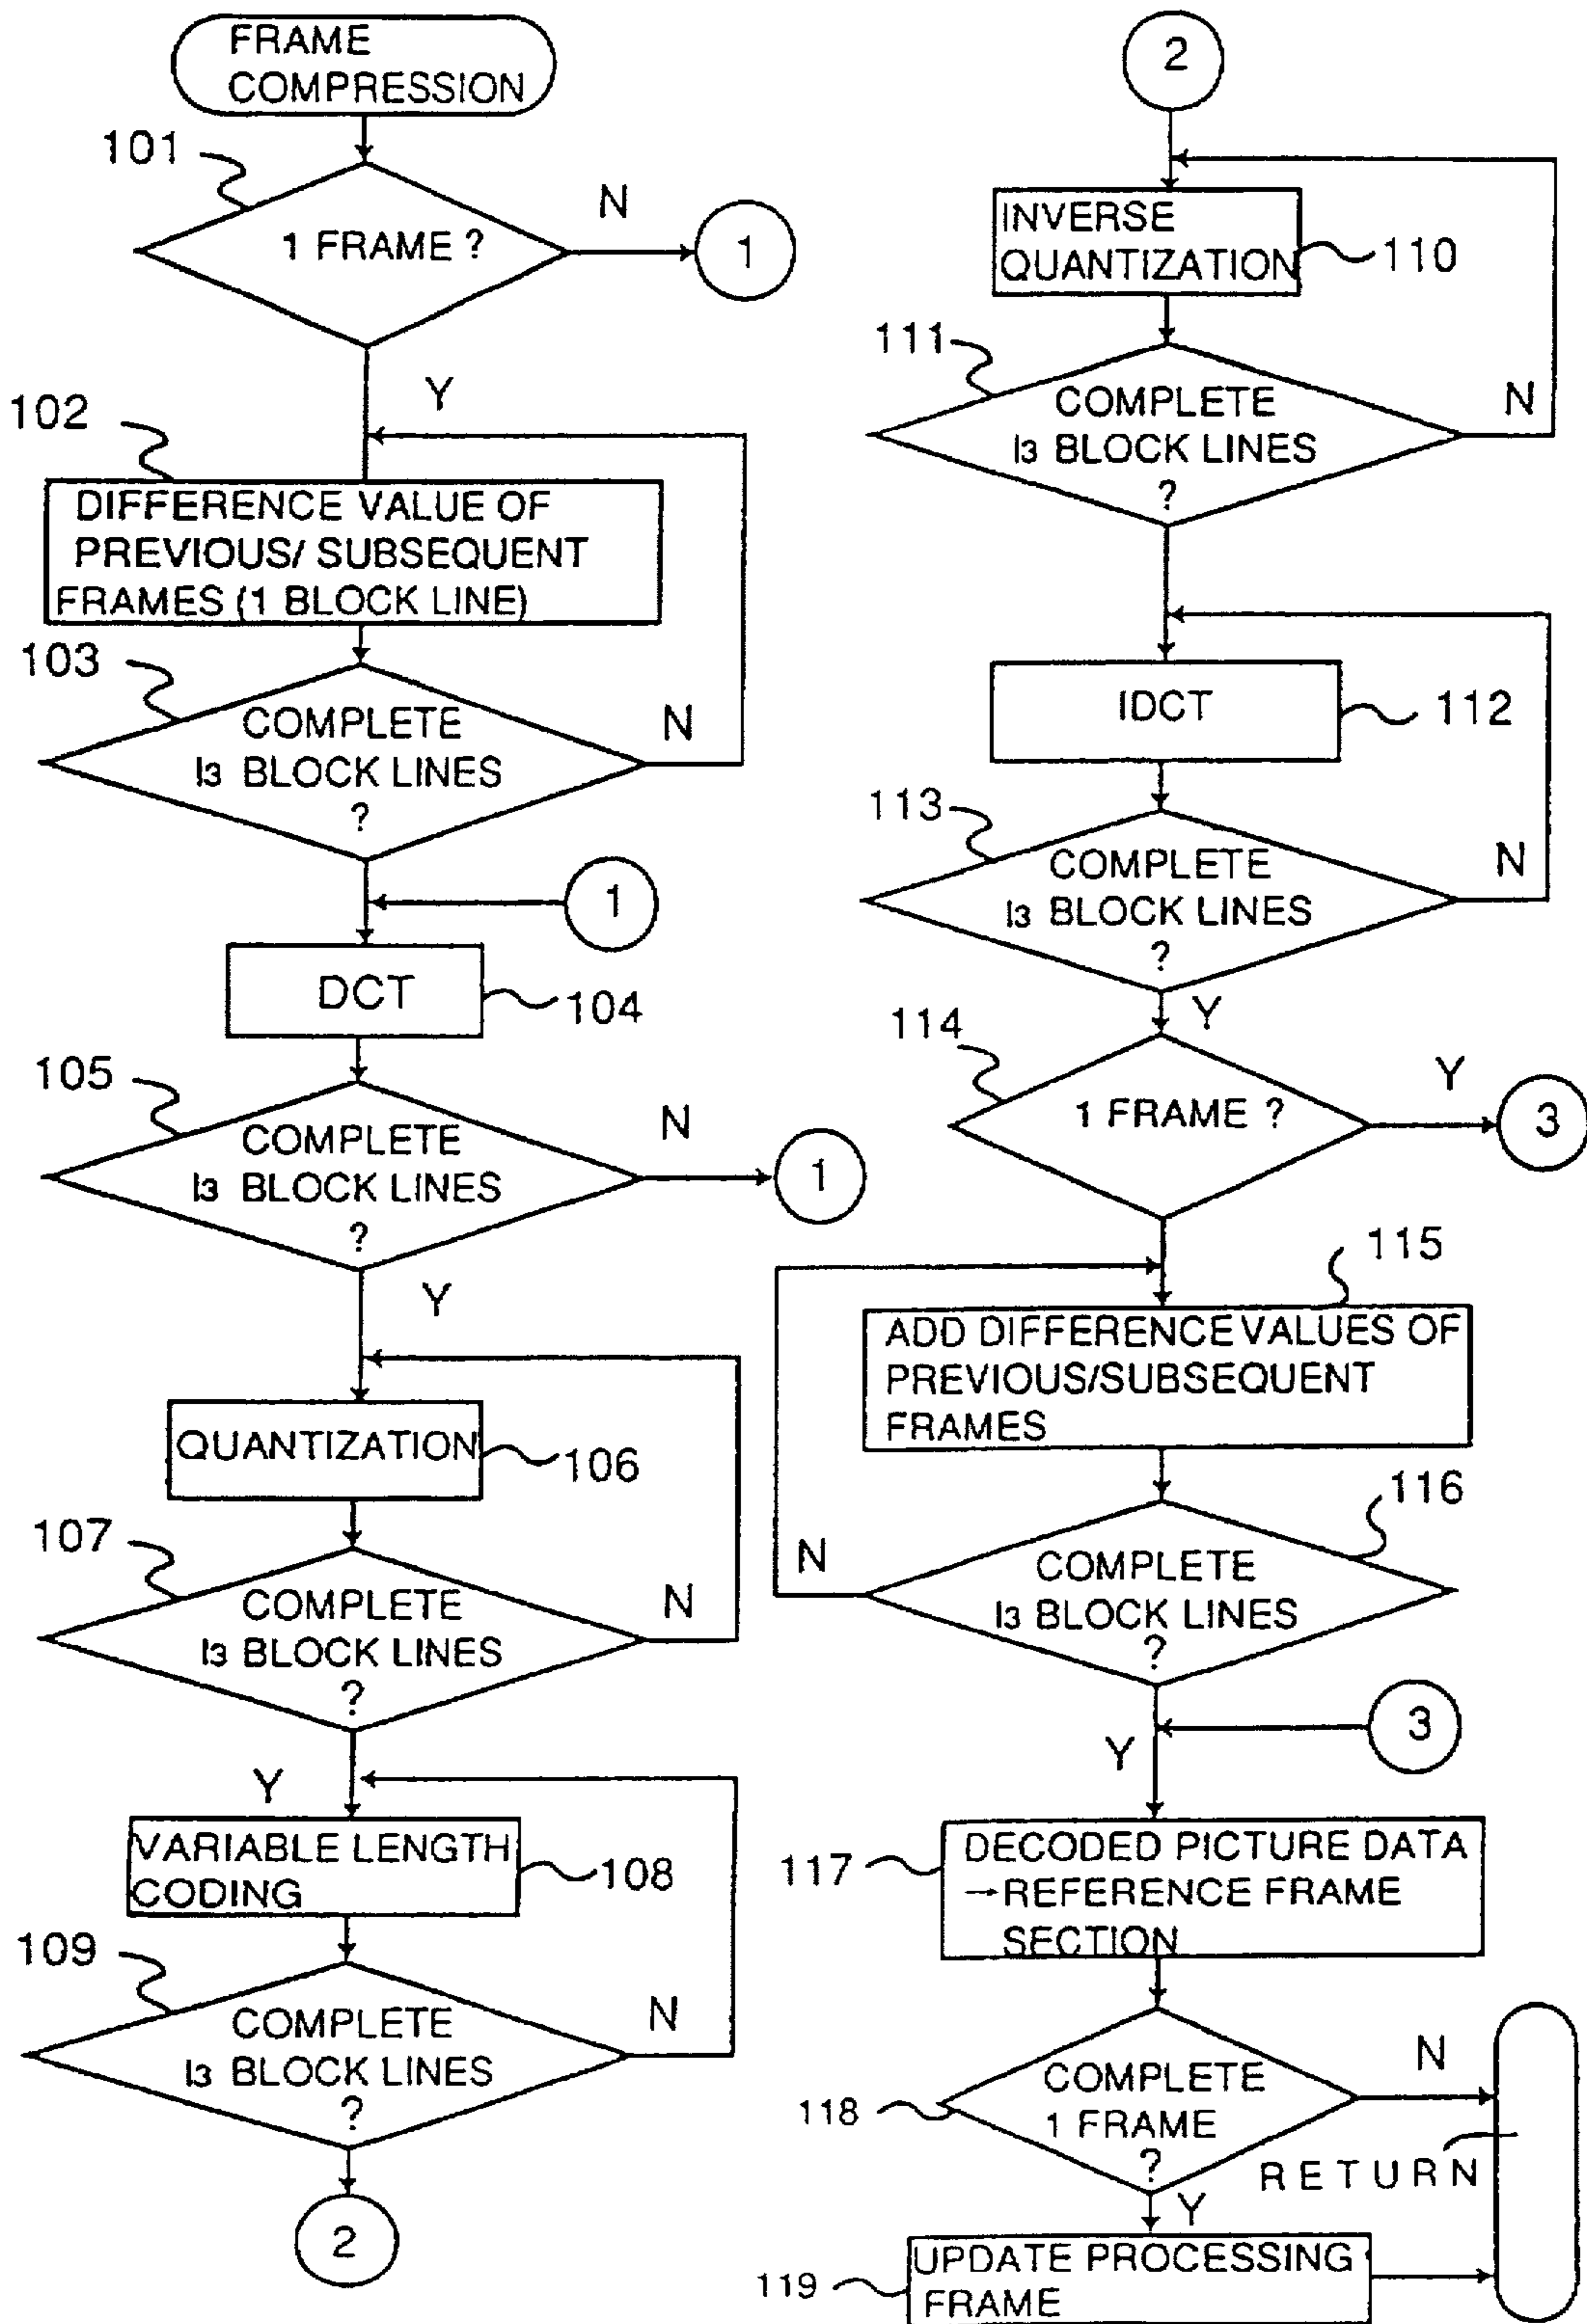 FRAME
COMPRESSION
101
1 FRAME ?
N
1
Y
102
DIFFERENCE VALUE OF
PREVIOUS/ SUBSEQUENT
FRAMES (1 BLOCK LINE)
103
COMPLETE
l3 BLOCK LINES
?
N
1
DCT
104
105
COMPLETE
l3 BLOCK LINES
?
N
1
Y
QUANTIZATION
106
107
COMPLETE
l3 BLOCK LINES
?
N
Y
VARIABLE LENGTH
CODING
108
109
COMPLETE
l3 BLOCK LINES
?
N
2
2
INVERSE
QUANTIZATION
110
111
COMPLETE
l3 BLOCK LINES
?
N
IDCT
112
113
COMPLETE
l3 BLOCK LINES
?
N
Y
114
1 FRAME ?
Y
3
115
ADD DIFFERENCE VALUES OF
PREVIOUS/SUBSEQUENT
FRAMES
116
COMPLETE
l3 BLOCK LINES
?
N
3
Y
117
DECODED PICTURE DATA
→REFERENCE FRAME
SECTION
118
COMPLETE
1 FRAME
?
N
RETURN
Y
119
UPDATE PROCESSING
FRAME